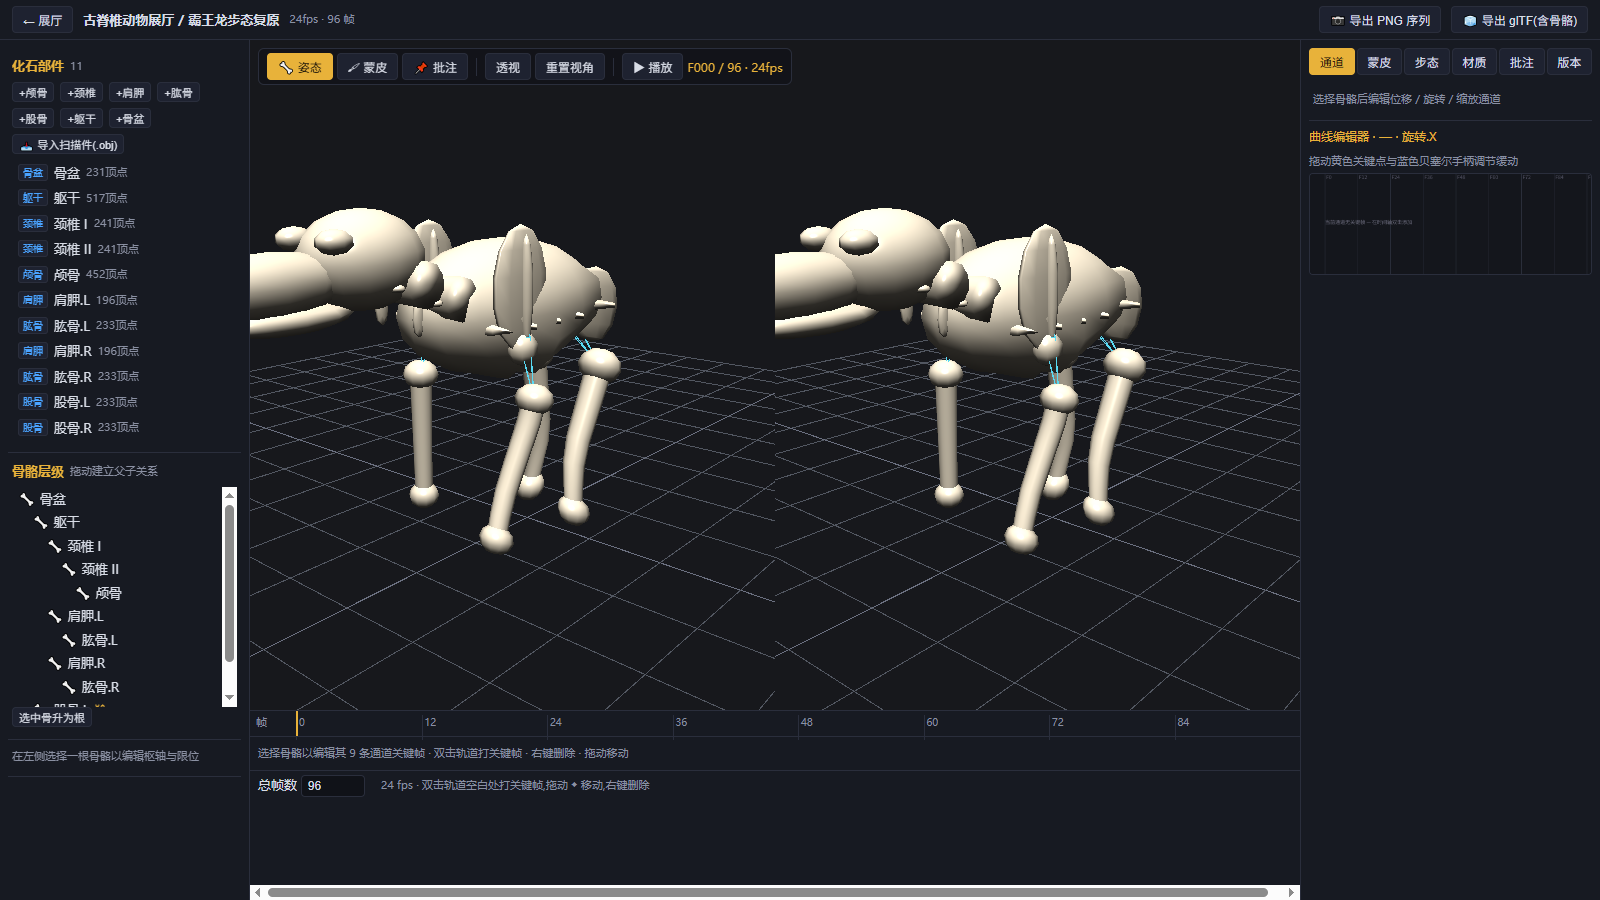 ←展厅 古脊椎动物展厅 / 霸王龙步态复原 24fps · 96 帧 导出 PNG 序列 导出 glTF(含骨骼)
化石部件 11
+颅骨 +颈椎 +肩胛 +肱骨
+股骨 +躯干 +骨盆
导入扫描件(.obj)
骨盆 骨盆 231顶点
躯干 躯干 517顶点
颈椎 颈椎 I 241顶点
颈椎 颈椎 II 241顶点
颅骨 颅骨 452顶点
肩胛 肩胛.L 196顶点
肱骨 肱骨.L 233顶点
肩胛 肩胛.R 196顶点
肱骨 肱骨.R 233顶点
股骨 股骨.L 233顶点
股骨 股骨.R 233顶点
骨骼层级 拖动建立父子关系
骨盆
躯干
颈椎 I
颈椎 II
颅骨
肩胛.L
肱骨.L
肩胛.R
肱骨.R
选中骨升为根
在左侧选择一根骨骼以编辑枢轴与限位
姿态 蒙皮 批注 透视 重置视角 ▶ 播放 F000 / 96 · 24fps
帧 0 12 24 36 48 60 72 84
选择骨骼以编辑其 9 条通道关键帧 · 双击轨道打关键帧 · 右键删除 · 拖动移动
总帧数 96 24 fps · 双击轨道空白处打关键帧,拖动 ◆ 移动,右键删除
通道 蒙皮 步态 材质 批注 版本
选择骨骼后编辑位移 / 旋转 / 缩放通道
曲线编辑器 · — · 旋转.X
拖动黄色关键点与蓝色贝塞尔手柄调节缓动